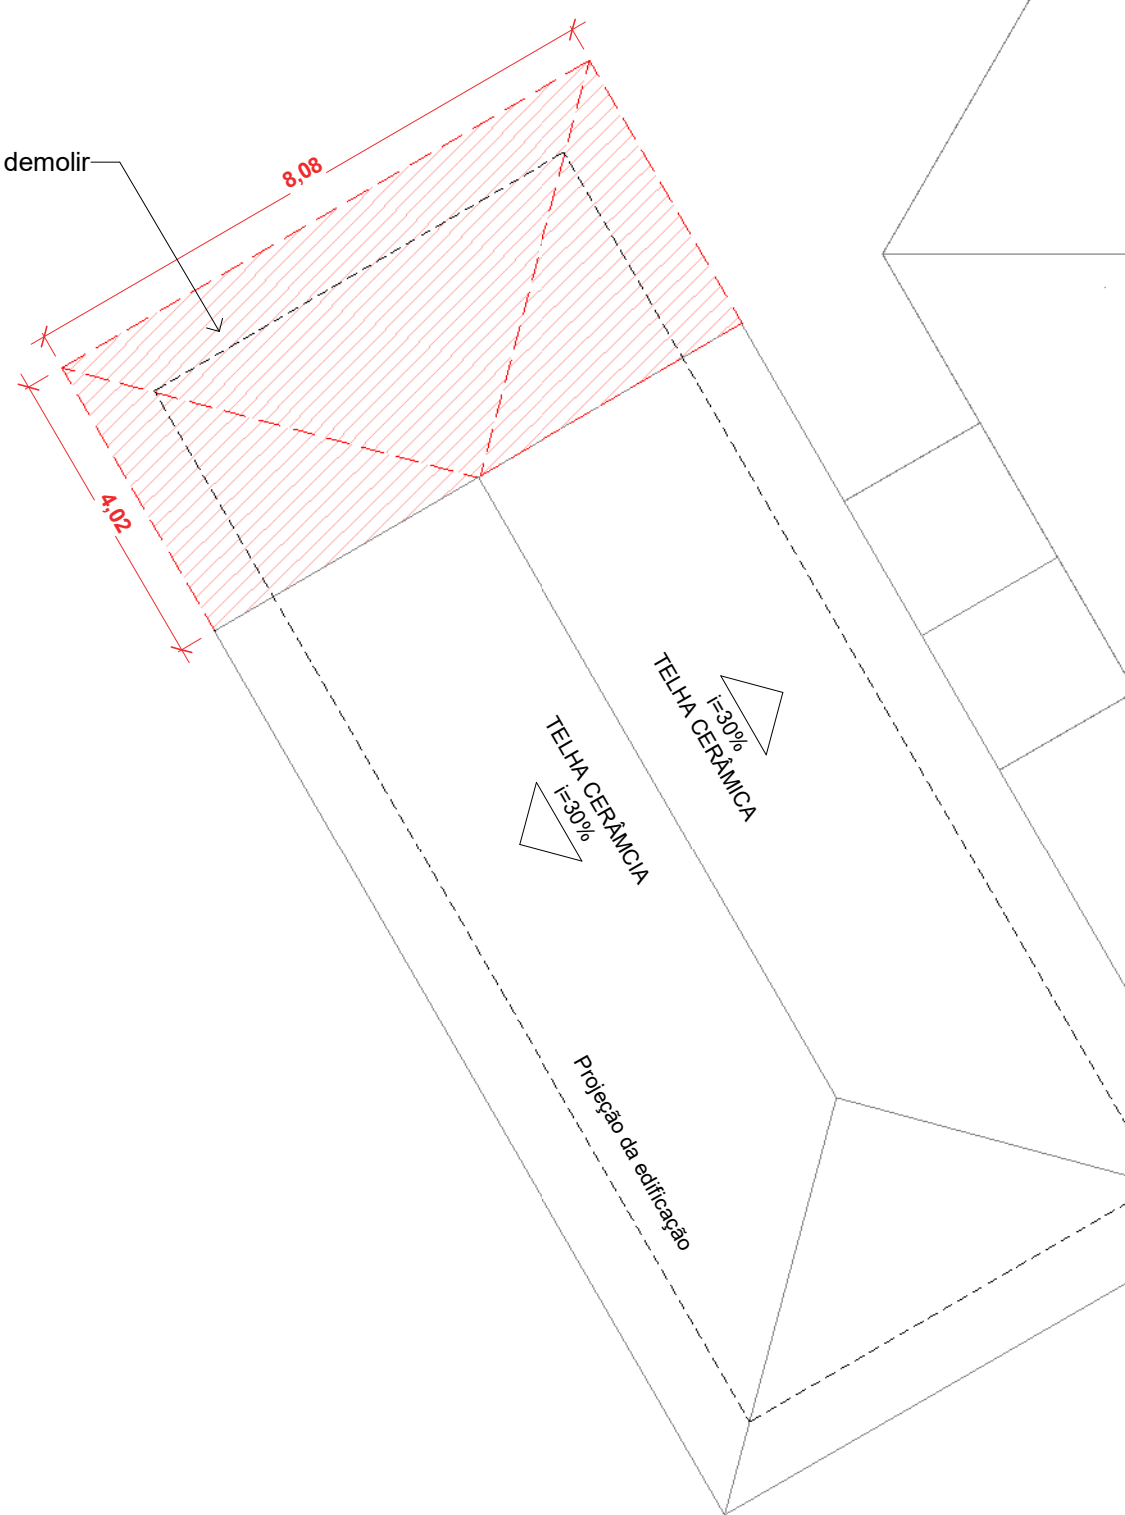 demolir
8,08
4,02
TELHA CERÂMICA
i=30%
TELHA CERÂMCIA
i=30%
Projeção da edificação